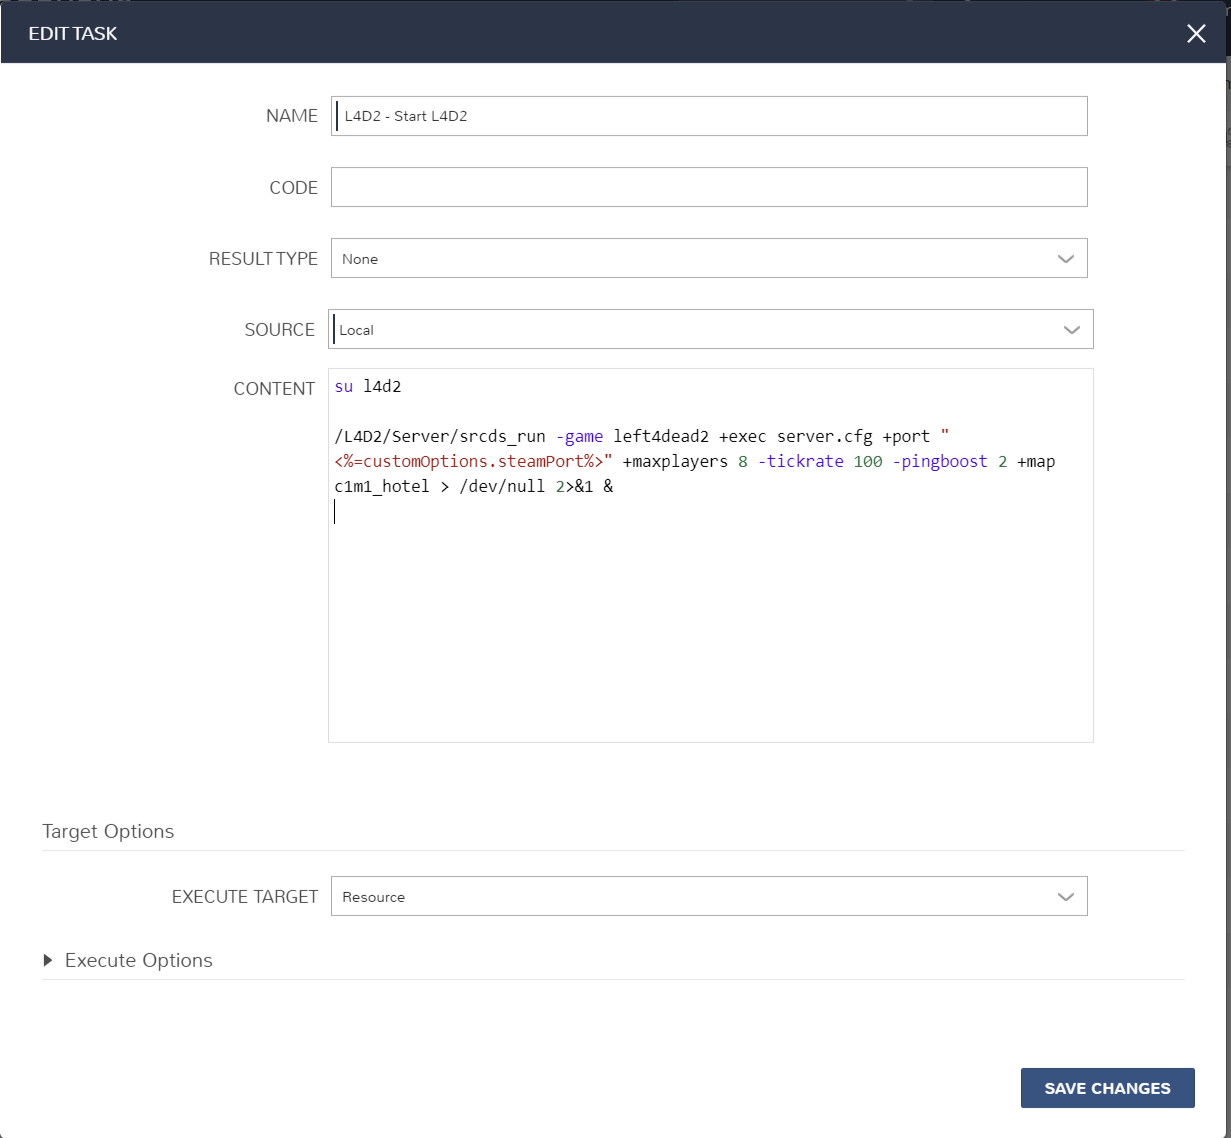 EDIT TASK
NAME
L4D2 - Start L4D2
CODE
RESULT TYPE
None
SOURCE
Local
CONTENT
su l4d2
/L4D2/Server/srcds_run -game left4dead2 +exec server.cfg +port "
<%=customOptions.steamPort%>" +maxplayers 8 -tickrate 100 -pingboost 2 +map
c1m1_hotel > /dev/null 2>&1 &
Target Options
EXECUTE TARGET
Resource
Execute Options
SAVE CHANGES